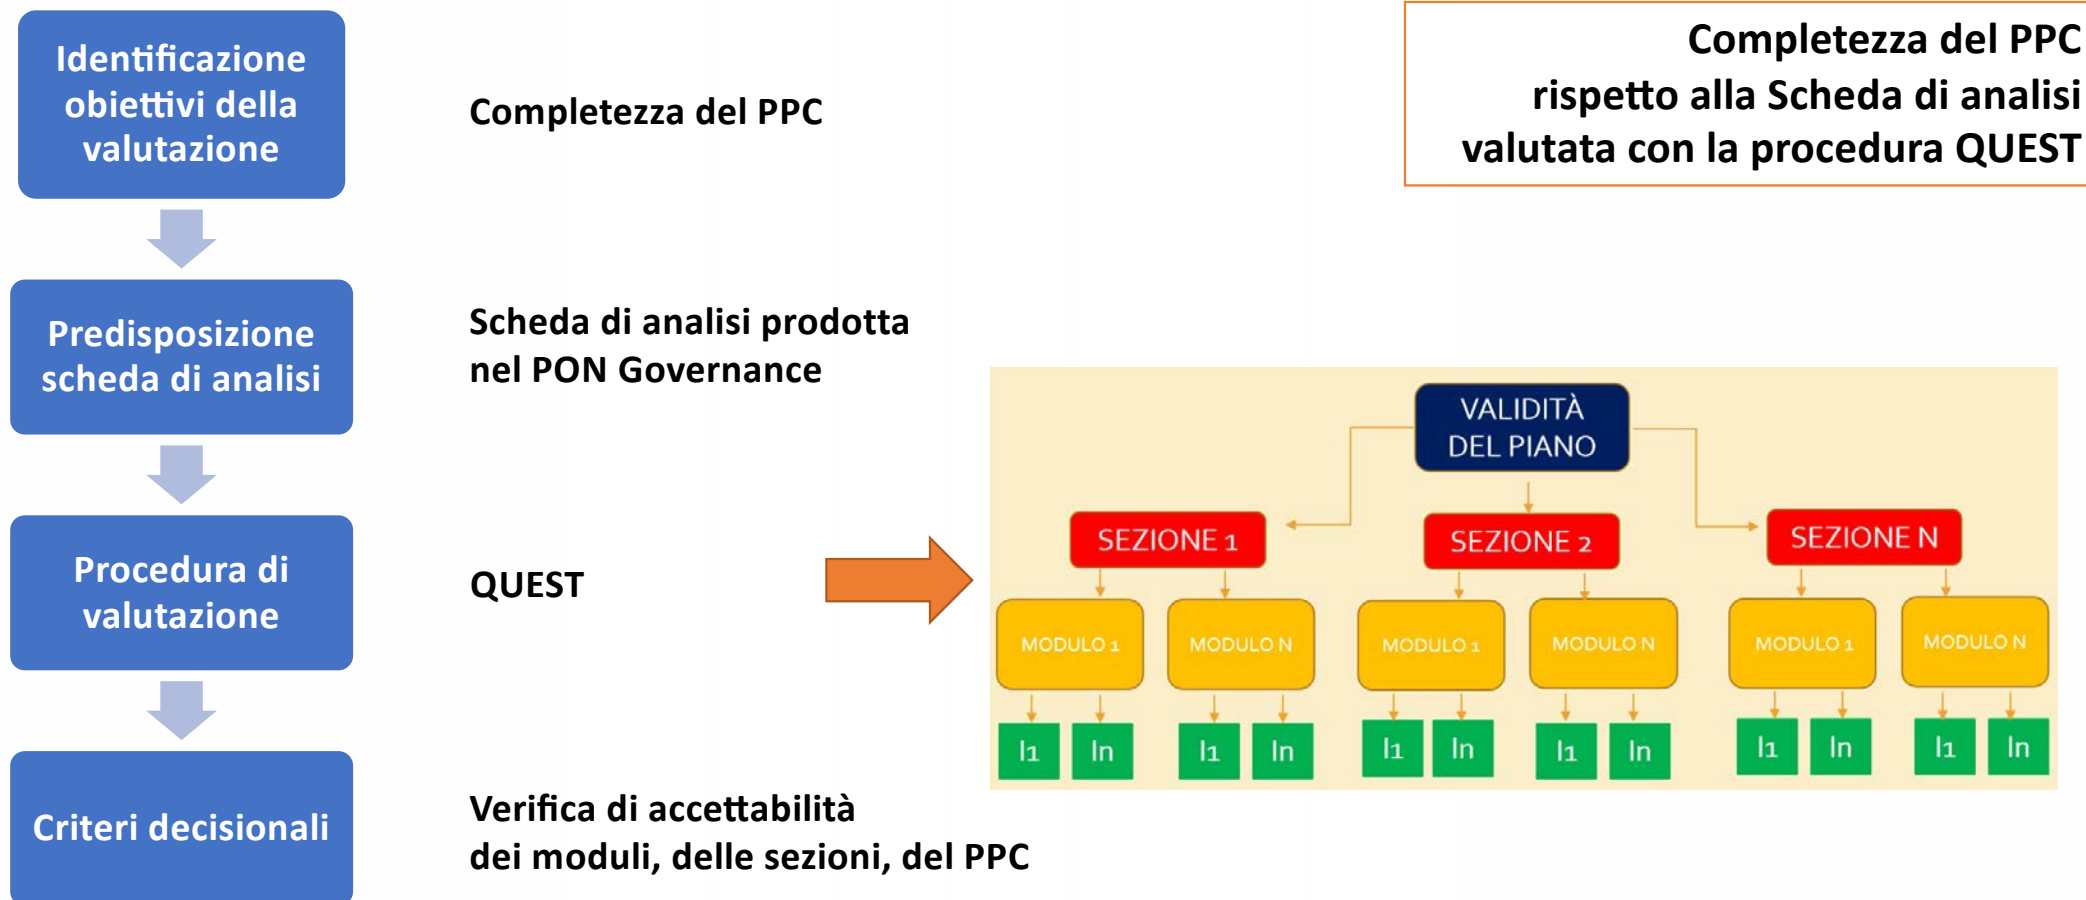 Identificazione
obiettivi della
valutazione
Completezza del PPC
Completezza del PPC
rispetto alla Scheda di analisi
valutata con la procedura QUEST
Predisposizione
scheda di analisi
Scheda di analisi prodotta
nel PON Governance
Procedura di
valutazione
QUEST
VALIDITÀ
DEL PIANO
SEZIONE 1
SEZIONE 2
SEZIONE N
MODULO 1
MODULO N
MODULO 1
MODULO N
MODULO 1
MODULO N
I1
In
I1
In
I1
In
I1
In
I1
In
I1
In
Criteri decisionali
Verifica di accettabilità
dei moduli, delle sezioni, del PPC